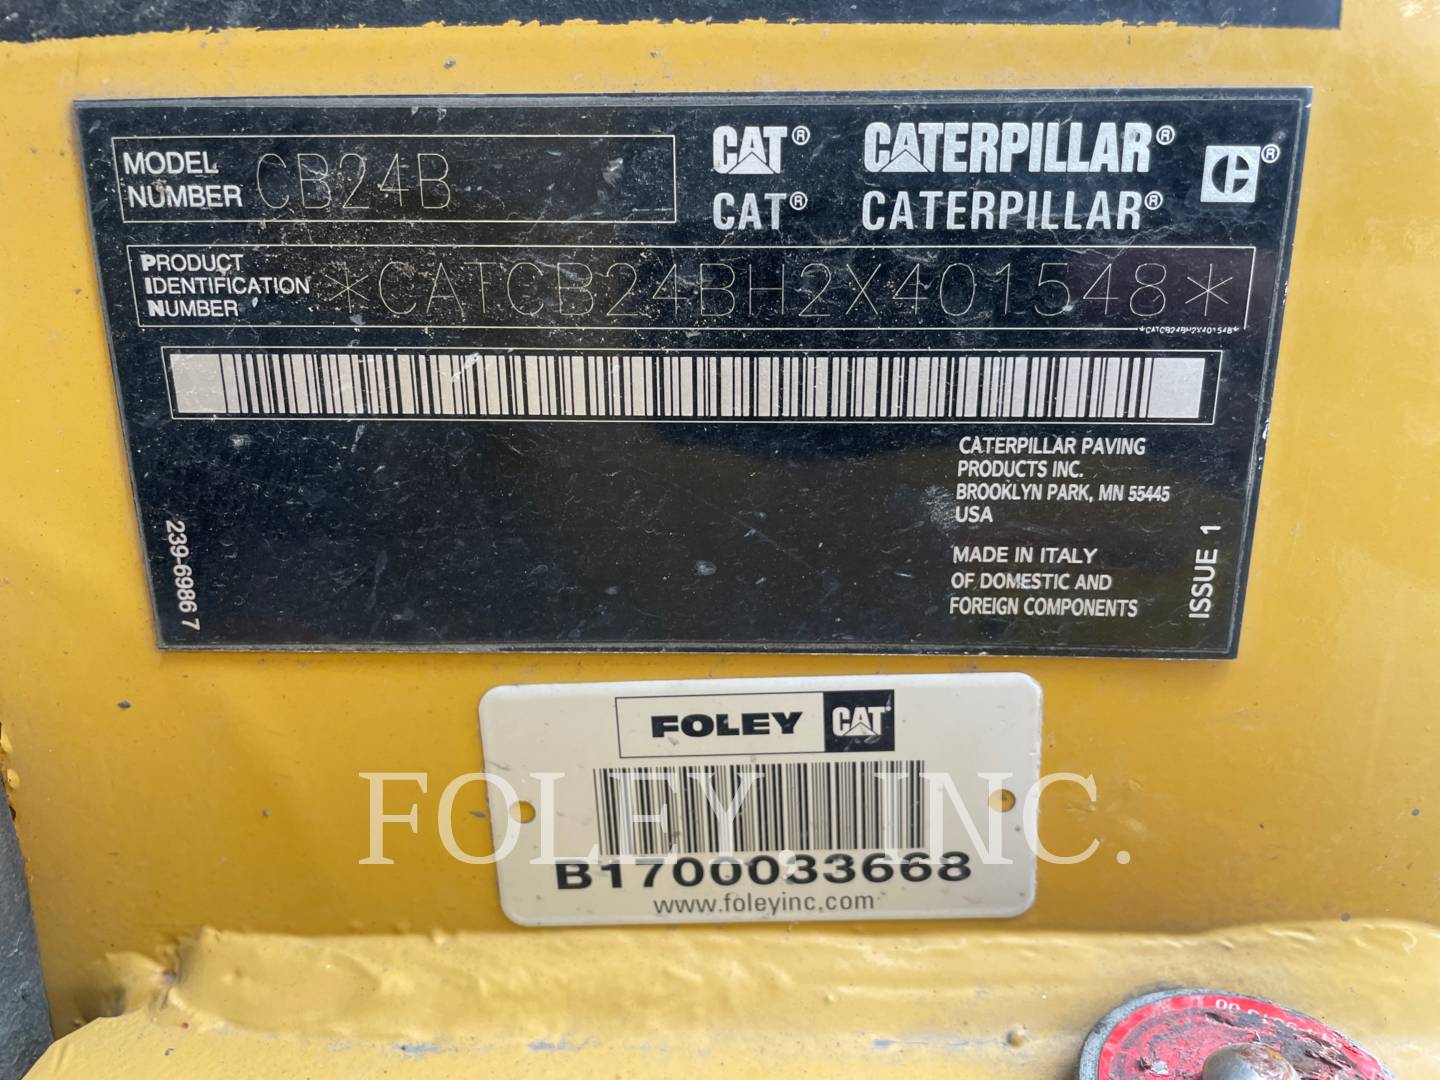 MODEL NUMBER CB24B
CAT® CATERPILLAR® ®
CAT® CATERPILLAR®
PRODUCT IDENTIFICATION NUMBER *CATCB24BH2X401548*
*CATCB24BH2X401548*
CATERPILLAR PAVING
PRODUCTS INC.
BROOKLYN PARK, MN 55445
USA
MADE IN ITALY
OF DOMESTIC AND
FOREIGN COMPONENTS
239-6986 7
ISSUE 1
FOLEY CAT
FOLEY, INC.
B1700033668
www.foleyinc.com